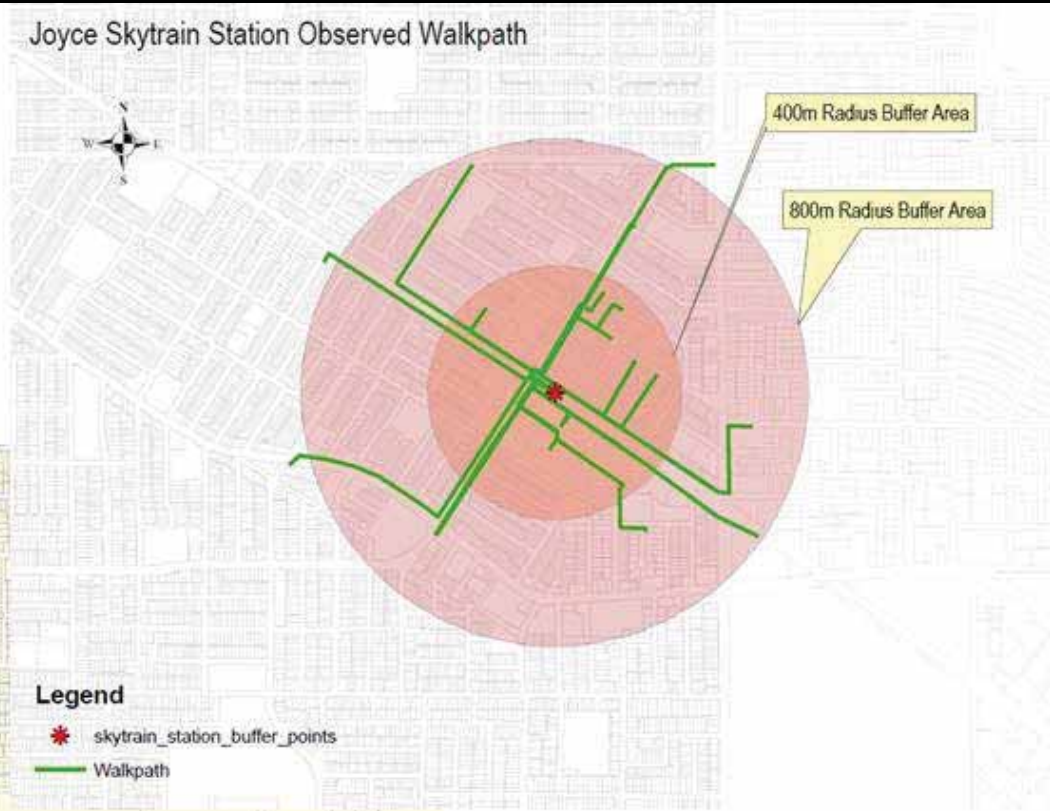 Joyce Skytrain Station Observed Walkpath
N
W E
S
400m Radius Buffer Area
800m Radius Buffer Area
Legend
skytrain_station_buffer_points
Walkpath